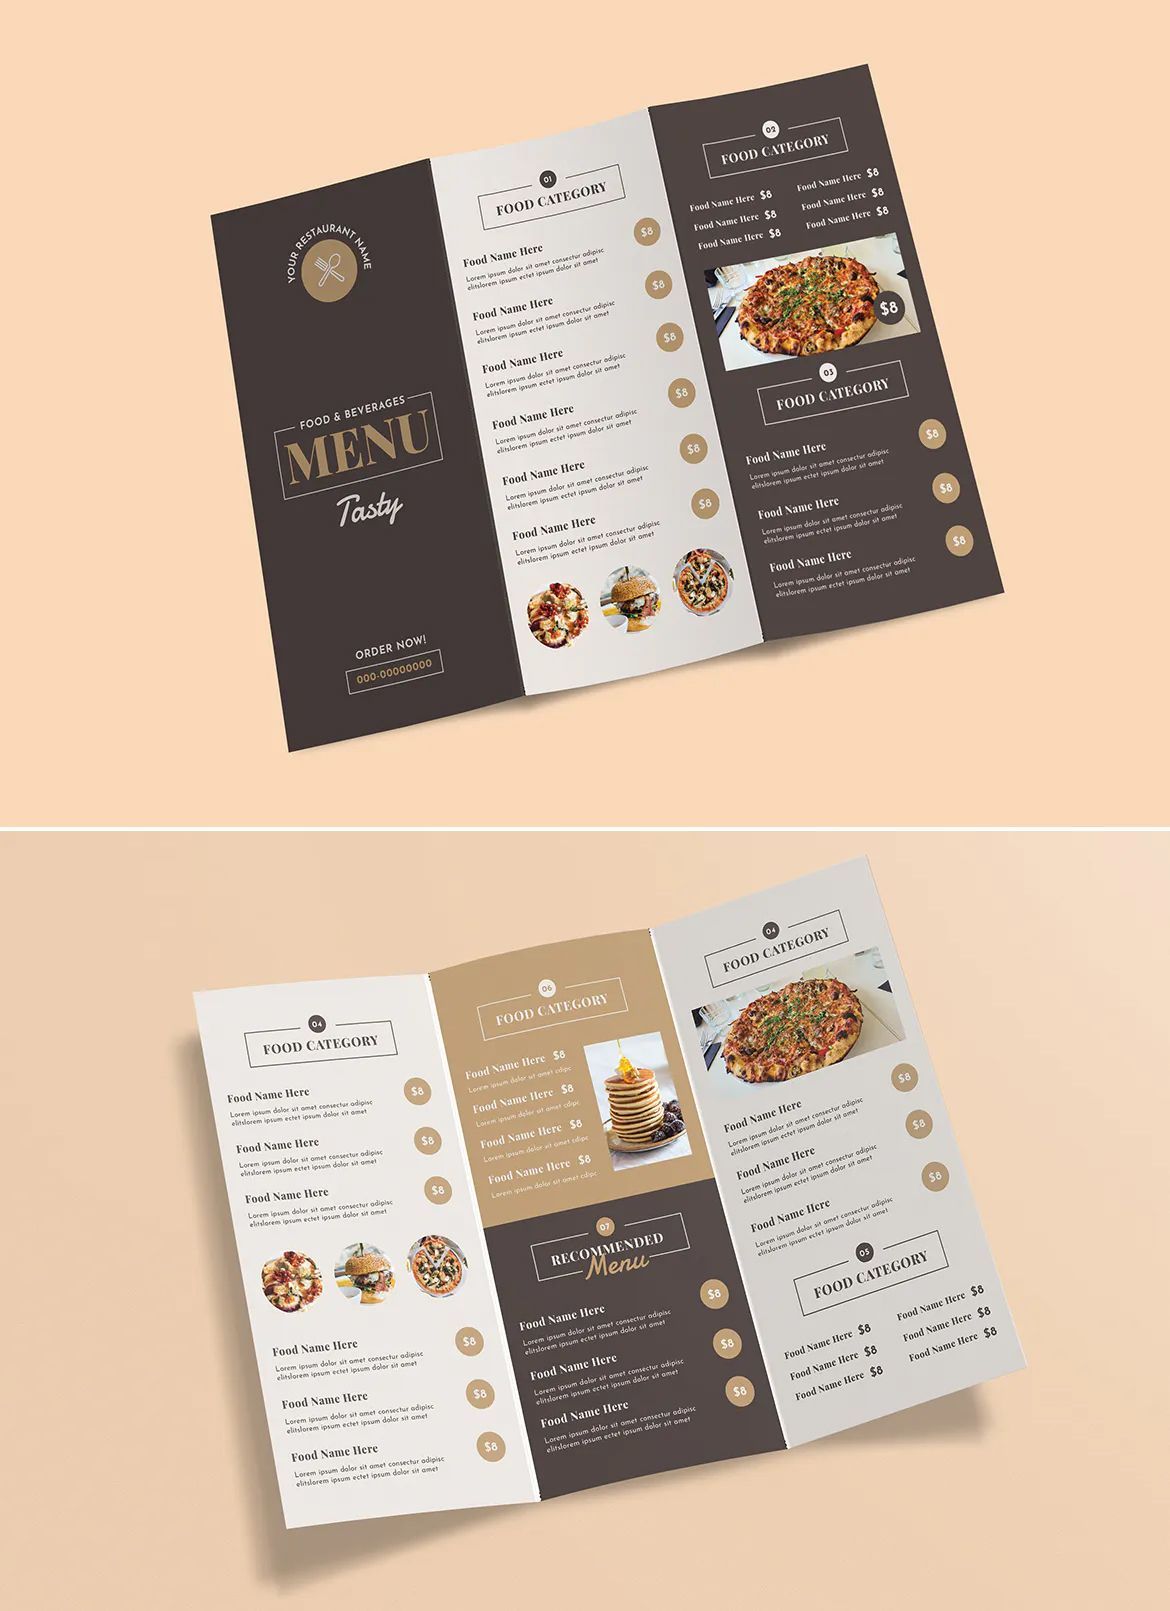 YOUR RESTAURANT NAME
FOOD & BEVERAGES
MENU
Tasty
ORDER NOW!
000-00000000
01
FOOD CATEGORY
Food Name Here
$8
Lorem ipsum dolor sit amet consectur adipisc
elitslorem ipsum ectet ipsum dolor sit amet
Food Name Here
$8
Lorem ipsum dolor sit amet consectur adipisc
elitslorem ipsum ectet ipsum dolor sit amet
Food Name Here
$8
Lorem ipsum dolor sit amet consectur adipisc
elitslorem ipsum ectet ipsum dolor sit amet
Food Name Here
$8
Lorem ipsum dolor sit amet consectur adipisc
elitslorem ipsum ectet ipsum dolor sit amet
Food Name Here
$8
Lorem ipsum dolor sit amet consectur adipisc
elitslorem ipsum ectet ipsum dolor sit amet
Food Name Here
$8
Lorem ipsum dolor sit amet consectur adipisc
elitslorem ipsum ectet ipsum dolor sit amet
02
FOOD CATEGORY
Food Name Here $8
Food Name Here $8
Food Name Here $8
Food Name Here $8
Food Name Here $8
Food Name Here $8
$8
03
FOOD CATEGORY
Food Name Here
$8
Lorem ipsum dolor sit amet consectur adipisc
elitslorem ipsum ectet ipsum dolor sit amet
Food Name Here
$8
Lorem ipsum dolor sit amet consectur adipisc
elitslorem ipsum ectet ipsum dolor sit amet
Food Name Here
$8
Lorem ipsum dolor sit amet consectur adipisc
elitslorem ipsum ectet ipsum dolor sit amet
04
FOOD CATEGORY
Food Name Here
$8
Lorem ipsum dolor sit amet consectur adipisc
elitslorem ipsum ectet ipsum dolor sit amet
Food Name Here
$8
Lorem ipsum dolor sit amet consectur adipisc
elitslorem ipsum ectet ipsum dolor sit amet
Food Name Here
$8
Lorem ipsum dolor sit amet consectur adipisc
elitslorem ipsum ectet ipsum dolor sit amet
Food Name Here
$8
Lorem ipsum dolor sit amet consectur adipisc
elitslorem ipsum ectet ipsum dolor sit amet
Food Name Here
$8
Lorem ipsum dolor sit amet consectur adipisc
elitslorem ipsum ectet ipsum dolor sit amet
Food Name Here
$8
Lorem ipsum dolor sit amet consectur adipisc
elitslorem ipsum ectet ipsum dolor sit amet
06
FOOD CATEGORY
Food Name Here $8
Lorem ipsum dolor sit amet cdipc
Food Name Here $8
Lorem ipsum dolor sit amet cdipc
Food Name Here $8
Lorem ipsum dolor sit amet cdipc
Food Name Here $8
Lorem ipsum dolor sit amet cdipc
07
RECOMMENDED
Menu
Food Name Here
$8
Lorem ipsum dolor sit amet consectur adipisc
elitslorem ipsum ectet ipsum dolor sit amet
Food Name Here
$8
Lorem ipsum dolor sit amet consectur adipisc
elitslorem ipsum ectet ipsum dolor sit amet
Food Name Here
$8
Lorem ipsum dolor sit amet consectur adipisc
elitslorem ipsum ectet ipsum dolor sit amet
04
FOOD CATEGORY
Food Name Here
$8
Lorem ipsum dolor sit amet consectur adipisc
elitslorem ipsum ectet ipsum dolor sit amet
Food Name Here
$8
Lorem ipsum dolor sit amet consectur adipisc
elitslorem ipsum ectet ipsum dolor sit amet
Food Name Here
$8
Lorem ipsum dolor sit amet consectur adipisc
elitslorem ipsum ectet ipsum dolor sit amet
05
FOOD CATEGORY
Food Name Here $8
Food Name Here $8
Food Name Here $8
Food Name Here $8
Food Name Here $8
Food Name Here $8